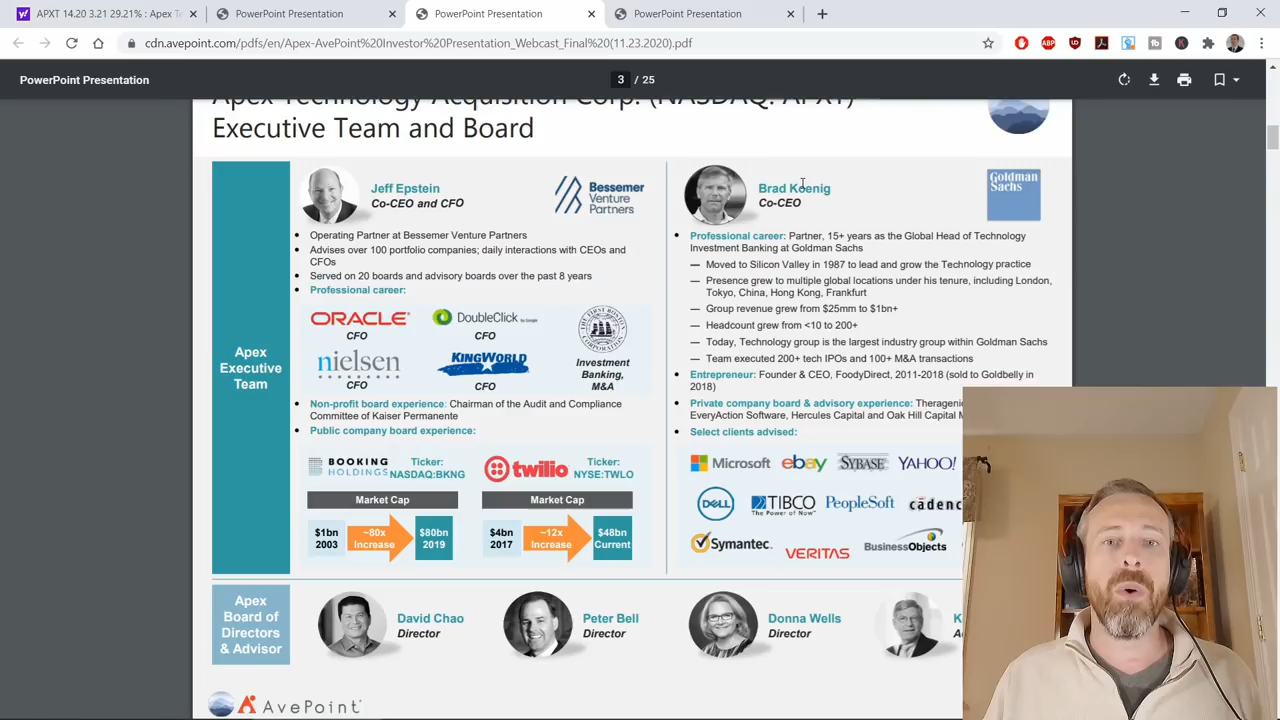 APXT 14.20 3.21 29.21% : Apex Te
PowerPoint Presentation
PowerPoint Presentation
PowerPoint Presentation
cdn.avepoint.com/pdfs/en/Apex-AvePoint%20Investor%20Presentation_Webcast_Final%20(11.23.2020).pdf
PowerPoint Presentation
3 / 25
Apex Technology Acquisition Corp. (NASDAQ: APXT)
Executive Team and Board
Apex
Executive
Team
Jeff Epstein
Co-CEO and CFO
Bessemer
Venture
Partners
• Operating Partner at Bessemer Venture Partners
• Advises over 100 portfolio companies; daily interactions with CEOs and
CFOs
• Served on 20 boards and advisory boards over the past 8 years
• Professional career:
ORACLE
CFO
DoubleClick by Google
CFO
THE FIRST BOSTON CORPORATION
Investment
Banking,
M&A
nielsen
CFO
KINGWORLD
CFO
• Non-profit board experience: Chairman of the Audit and Compliance
Committee of Kaiser Permanente
• Public company board experience:
BOOKING
HOLDINGS
Ticker:
NASDAQ:BKNG
twilio
Ticker:
NYSE:TWLO
Market Cap
Market Cap
$1bn
2003
~80x
Increase
$80bn
2019
$4bn
2017
~12x
Increase
$48bn
Current
Brad Koenig
Co-CEO
Goldman
Sachs
• Professional career: Partner, 15+ years as the Global Head of Technology
Investment Banking at Goldman Sachs
— Moved to Silicon Valley in 1987 to lead and grow the Technology practice
— Presence grew to multiple global locations under his tenure, including London,
Tokyo, China, Hong Kong, Frankfurt
— Group revenue grew from $25mm to $1bn+
— Headcount grew from <10 to 200+
— Today, Technology group is the largest industry group within Goldman Sachs
— Team executed 200+ tech IPOs and 100+ M&A transactions
• Entrepreneur: Founder & CEO, FoodyDirect, 2011-2018 (sold to Goldbelly in
2018)
• Private company board & advisory experience:
EveryAction Software, Hercules Capital and Oak Hill Capital
• Select clients advised:
Microsoft
ebay
SYBASE
YAHOO!
DELL
TIBCO
The Power of Now
PeopleSoft
cadenc
Symantec.
VERITAS
BusinessObjects
Apex
Board of
Directors
& Advisor
David Chao
Director
Peter Bell
Director
Donna Wells
Director
AvePoint